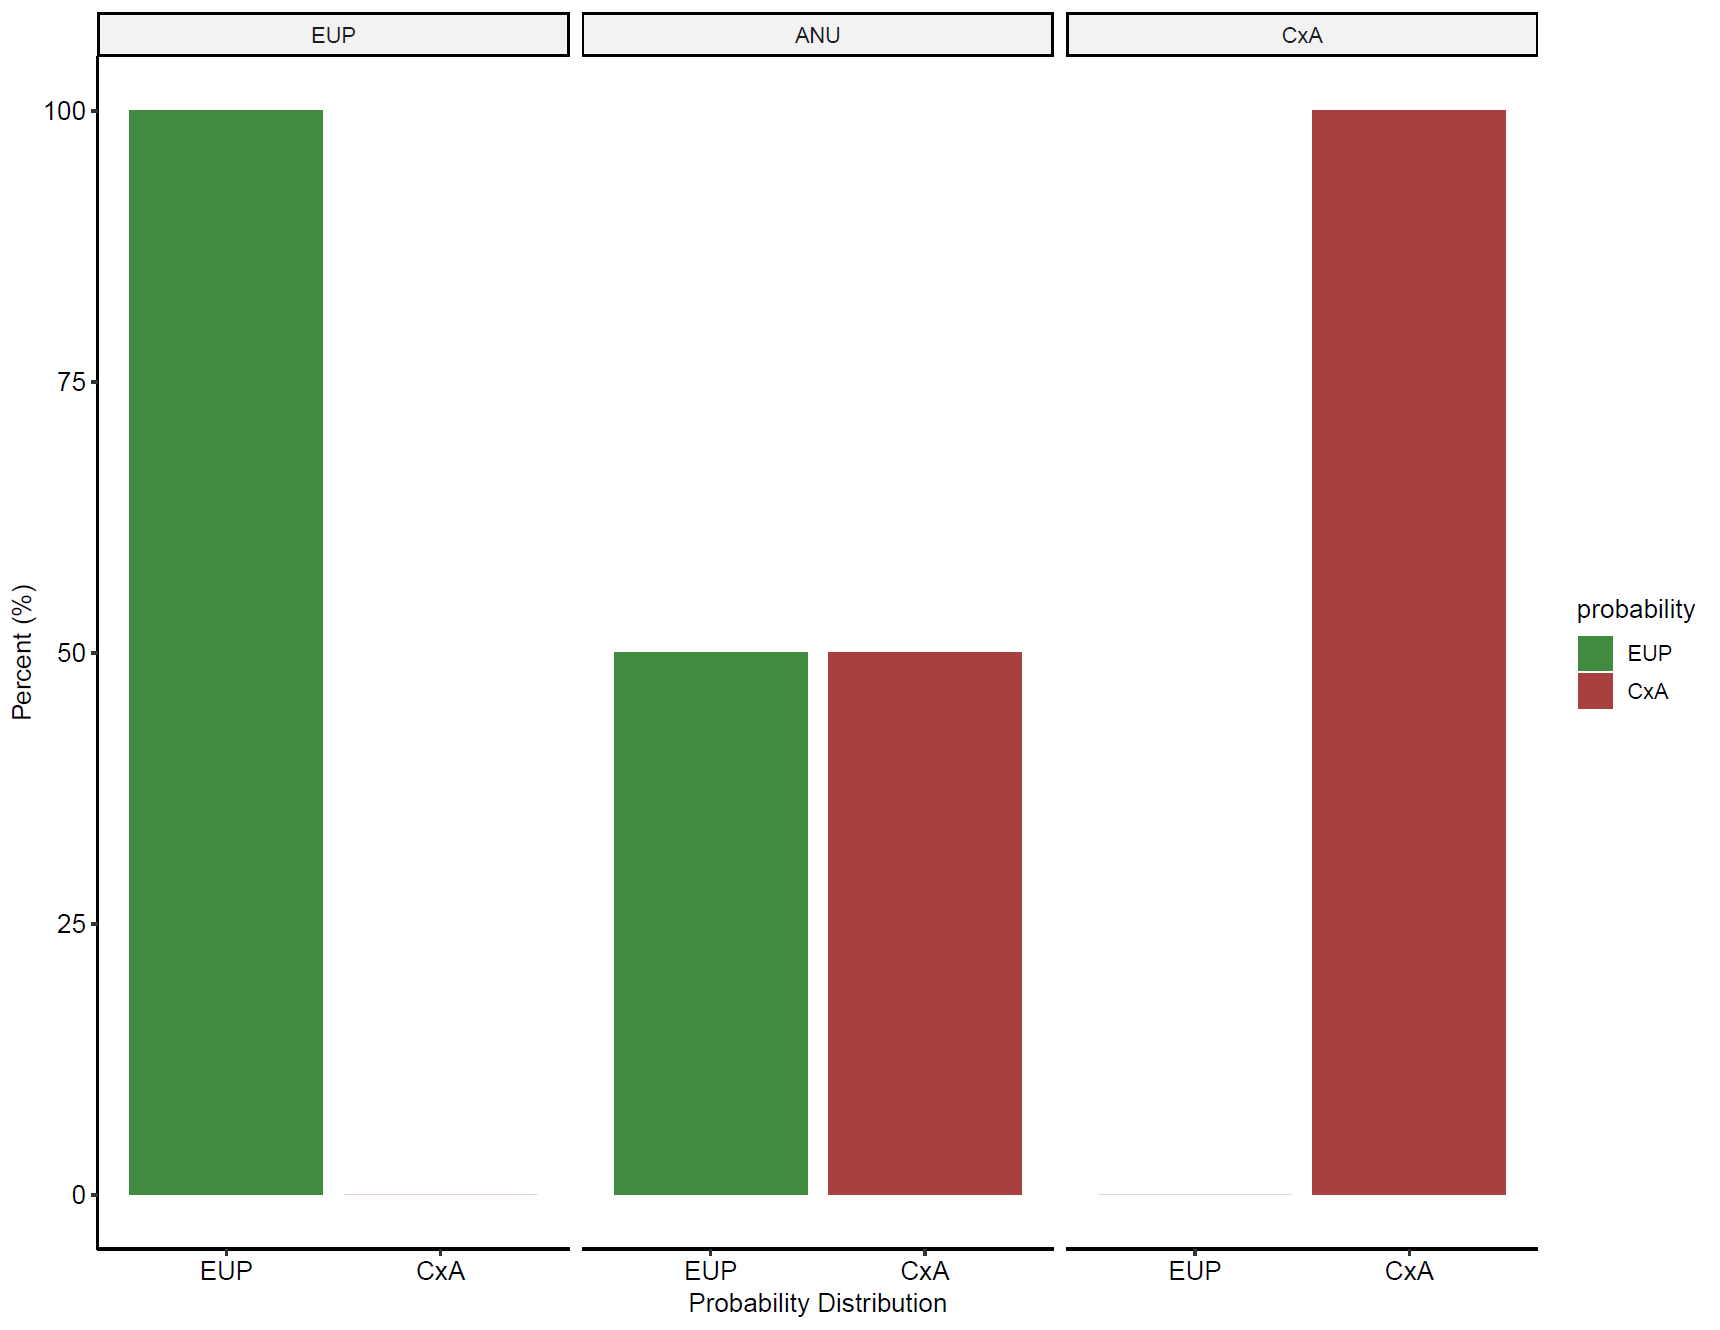 EUP ANU CxA
100
75
50
25
0
Percent (%)
EUP CxA EUP CxA EUP CxA
Probability Distribution
probability
EUP
CxA